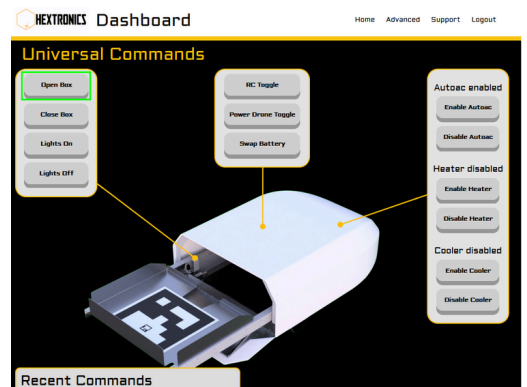 HEXTRONICS Dashboard
Home Advanced Support Logout
Universal Commands
Open Box
Close Box
Lights On
Lights Off
RC Toggle
Power Drone Toggle
Swap Battery
Autoac enabled
Enable Autoac
Disable Autoac
Heater disabled
Enable Heater
Disable Heater
Cooler disabled
Enable Cooler
Disable Cooler
Recent Commands